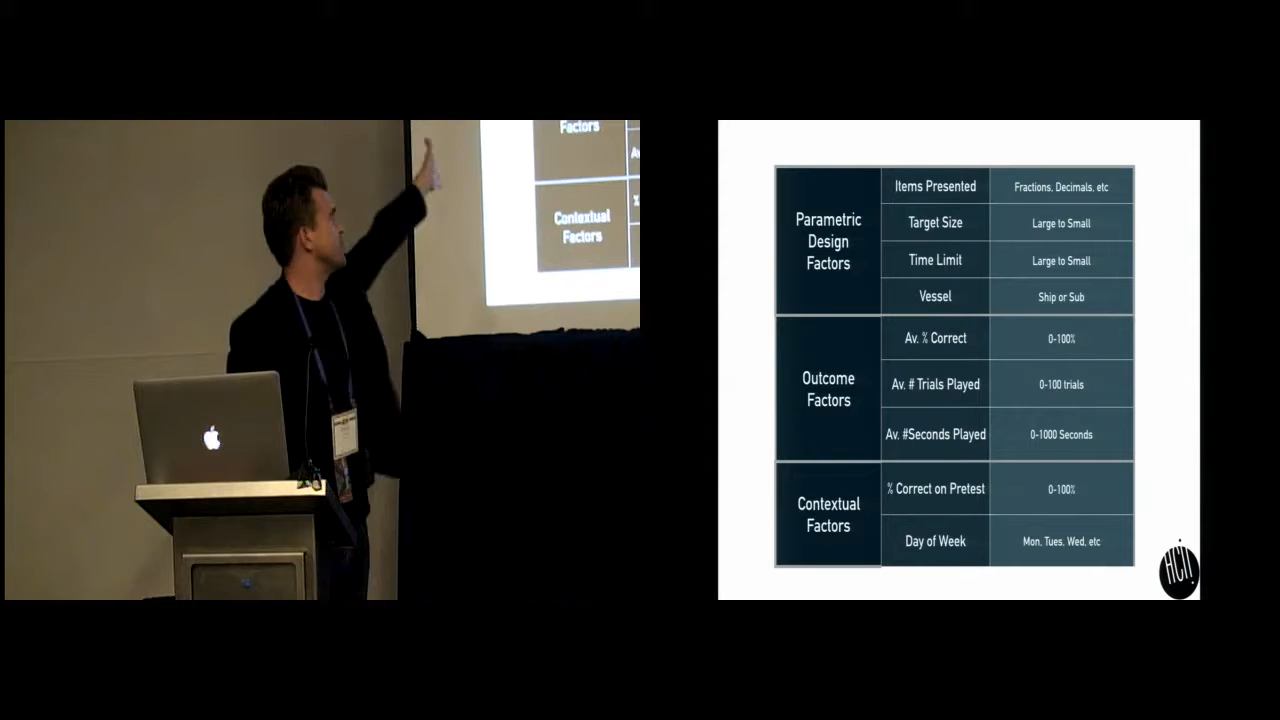 Factors
Contextual
Factors
Parametric
Design
Factors
Items Presented
Fractions, Decimals, etc
Target Size
Large to Small
Time Limit
Large to Small
Vessel
Ship or Sub
Outcome
Factors
Av. % Correct
0-100%
Av. # Trials Played
0-100 trials
Av. #Seconds Played
0-1000 Seconds
Contextual
Factors
% Correct on Pretest
0-100%
Day of Week
Mon, Tues, Wed, etc
HCII